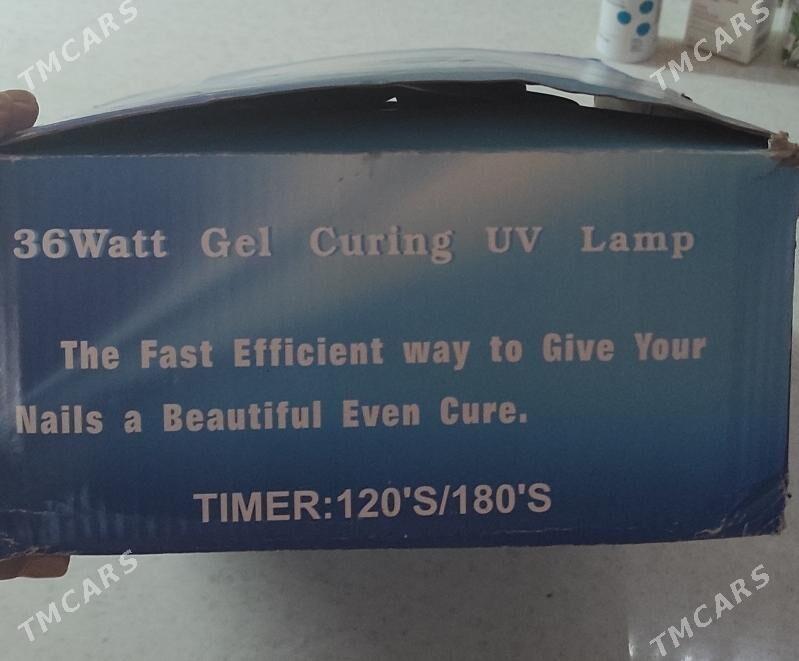 TMCARS
TMCARS
36Watt Gel Curing UV Lamp
The Fast Efficient way to Give Your
Nails a Beautiful Even Cure.
TIMER:120'S/180'S
TMCARS
TMCARS